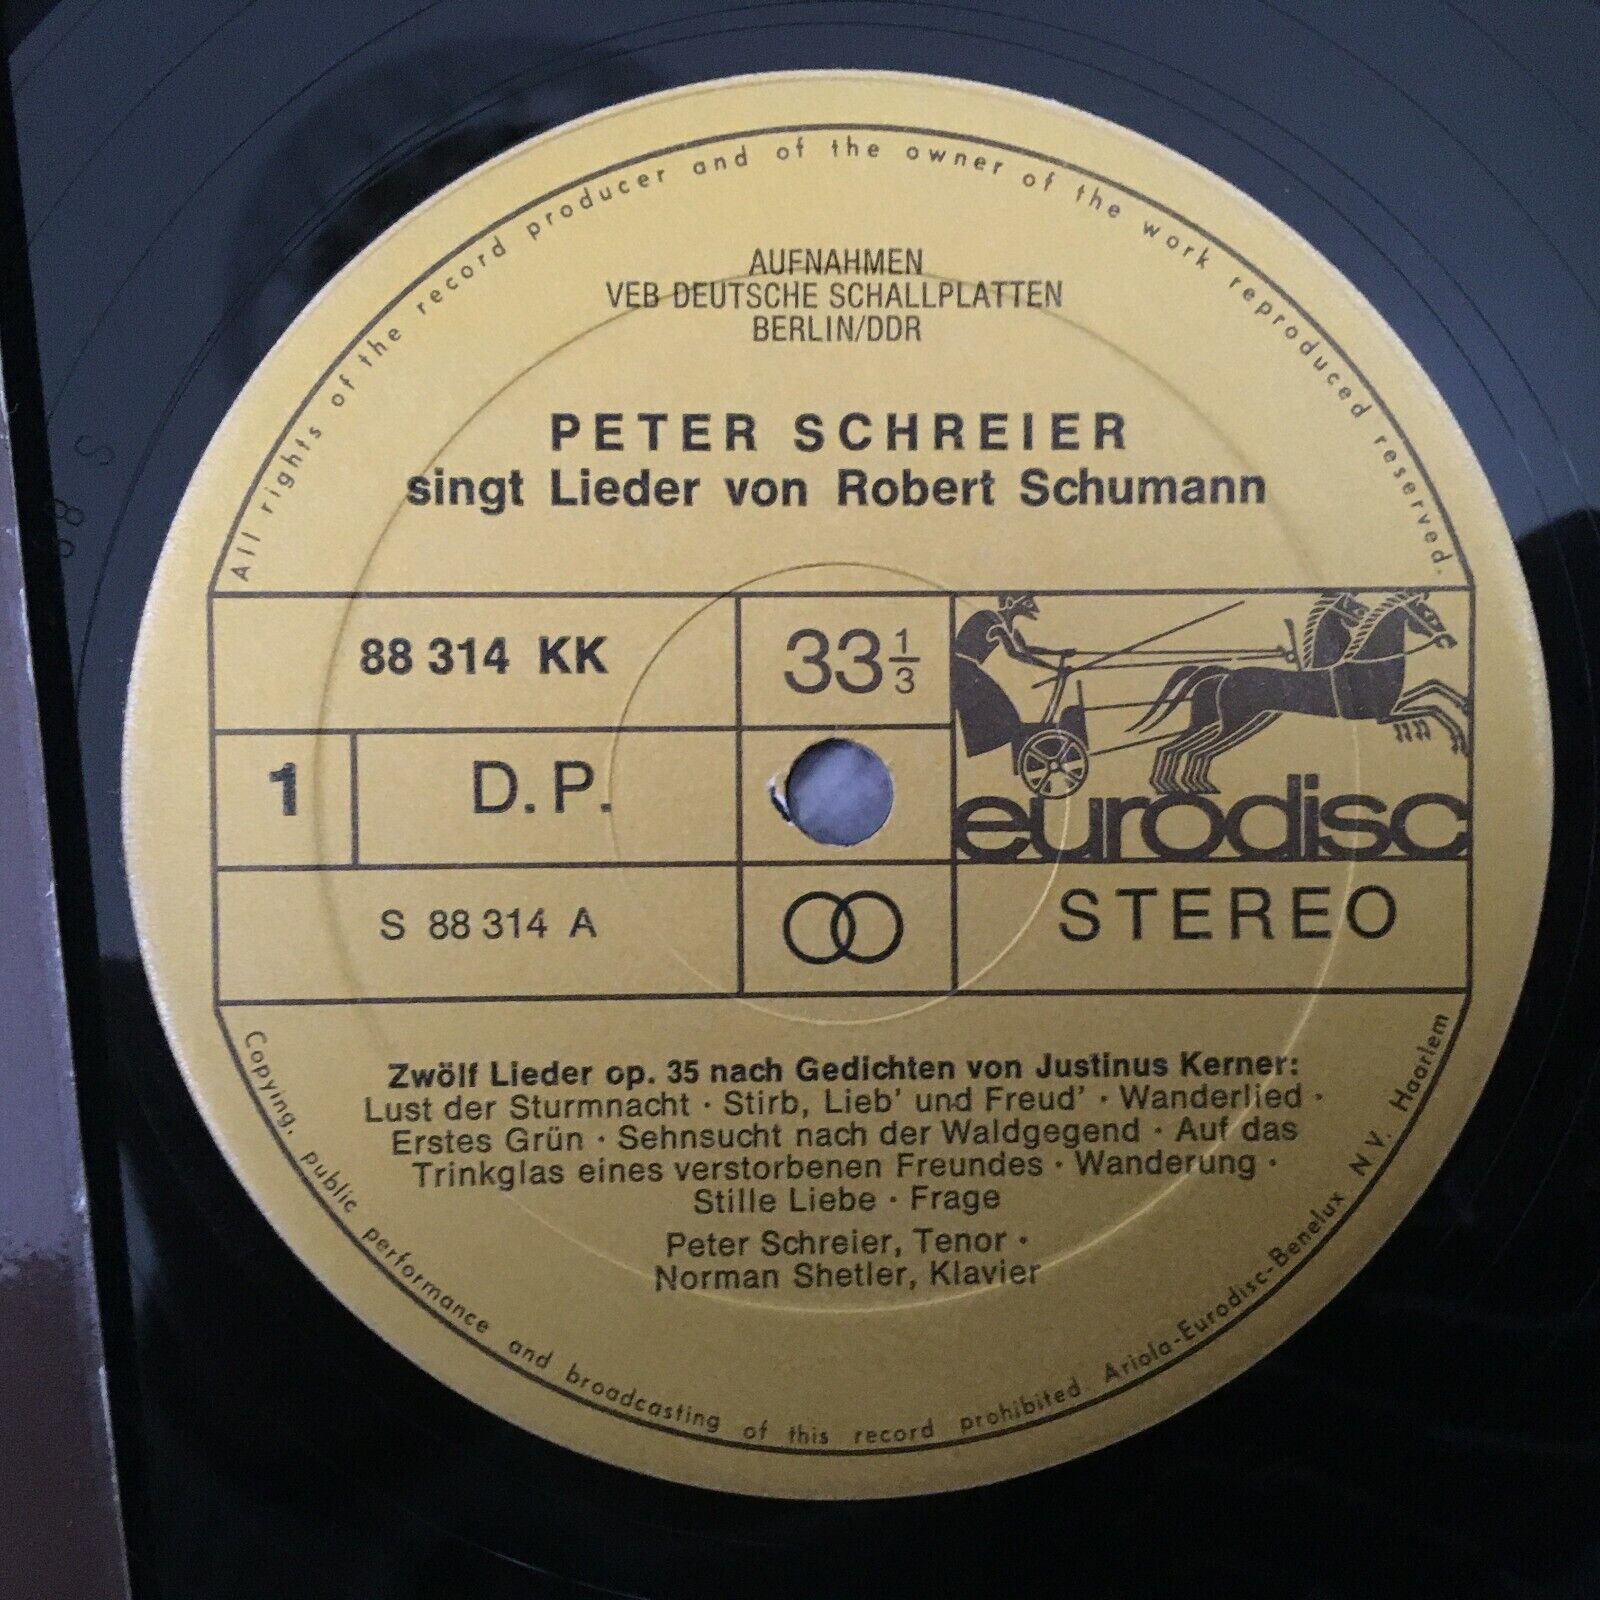 All rights of the record producer and of the owner of the work reproduced reserved.
AUFNAHMEN
VEB DEUTSCHE SCHALLPLATTEN
BERLIN/DDR
PETER SCHREIER
singt Lieder von Robert Schumann
88 314 KK
33 1/3
1
D.P.
eurodisc
S 88 314 A
STEREO
Zwölf Lieder op. 35 nach Gedichten von Justinus Kerner:
Lust der Sturmnacht · Stirb, Lieb' und Freud' · Wanderlied ·
Erstes Grün · Sehnsucht nach der Waldgegend · Auf das
Trinkglas eines verstorbenen Freundes · Wanderung ·
Stille Liebe · Frage
Peter Schreier, Tenor ·
Norman Shetler, Klavier
Copying, public performance and broadcasting of this record prohibited Ariola-Eurodisc-Benelux N.V. Haarlem